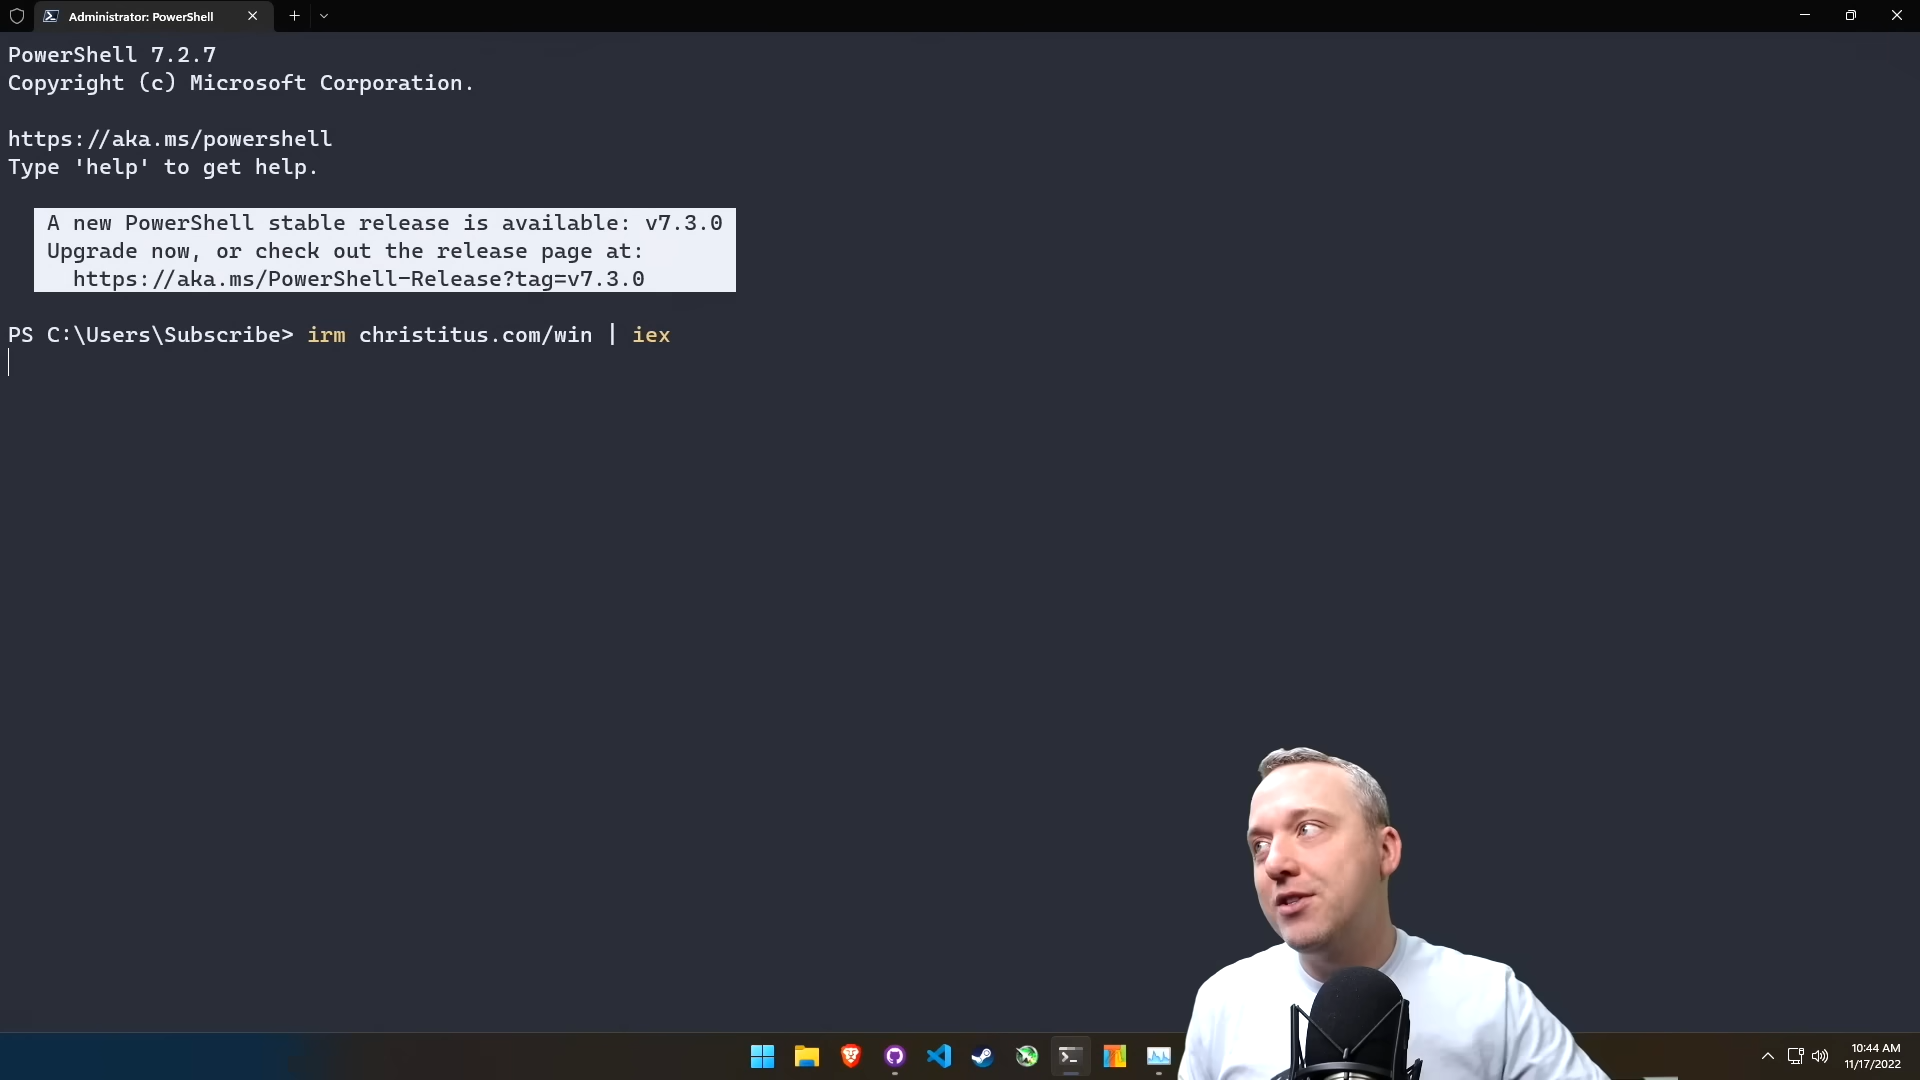 Administrator: PowerShell
PowerShell 7.2.7
Copyright (c) Microsoft Corporation.
https://aka.ms/powershell
Type 'help' to get help.
A new PowerShell stable release is available: v7.3.0
Upgrade now, or check out the release page at:
https://aka.ms/PowerShell-Release?tag=v7.3.0
PS C:\Users\Subscribe> irm christitus.com/win | iex
10:44 AM
11/17/2022